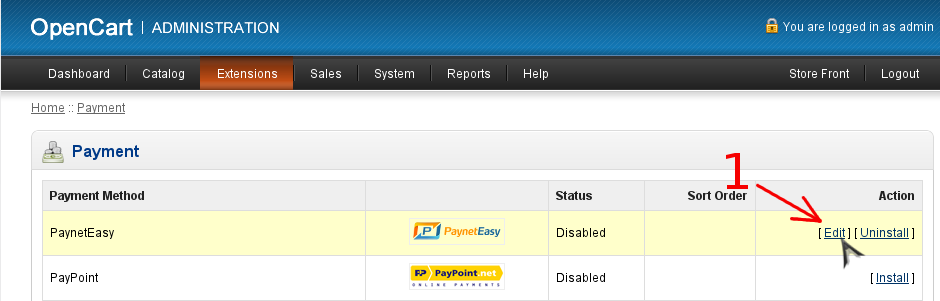 OpenCart | ADMINISTRATION
You are logged in as admin
Dashboard Catalog Extensions Sales System Reports Help Store Front Logout
Home :: Payment
Payment
1
Payment Method Status Sort Order Action
PaynetEasy PaynetEasy Disabled [ Edit ] [ Uninstall ]
PayPoint PayPoint.net Disabled [ Install ]
ONLINE PAYMENTS